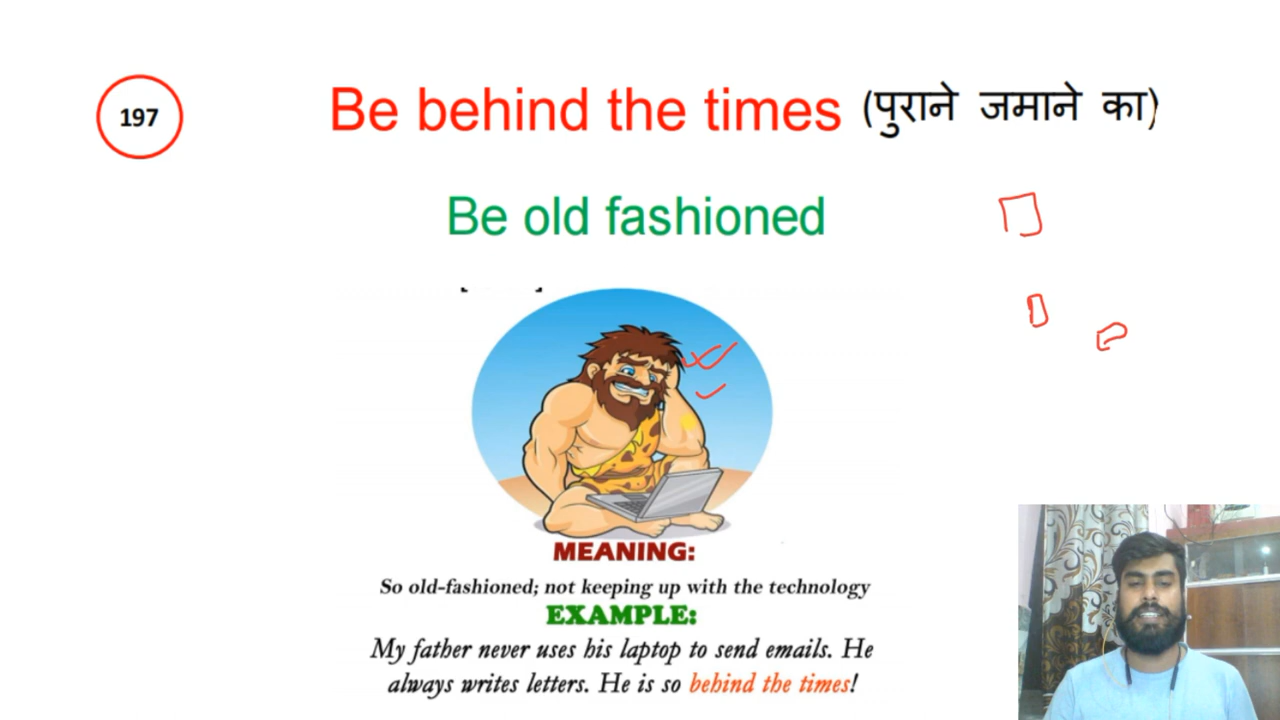 197
Be behind the times (पुराने जमाने का)
Be old fashioned
MEANING:
So old-fashioned; not keeping up with the technology
EXAMPLE:
My father never uses his laptop to send emails. He
always writes letters. He is so behind the times!